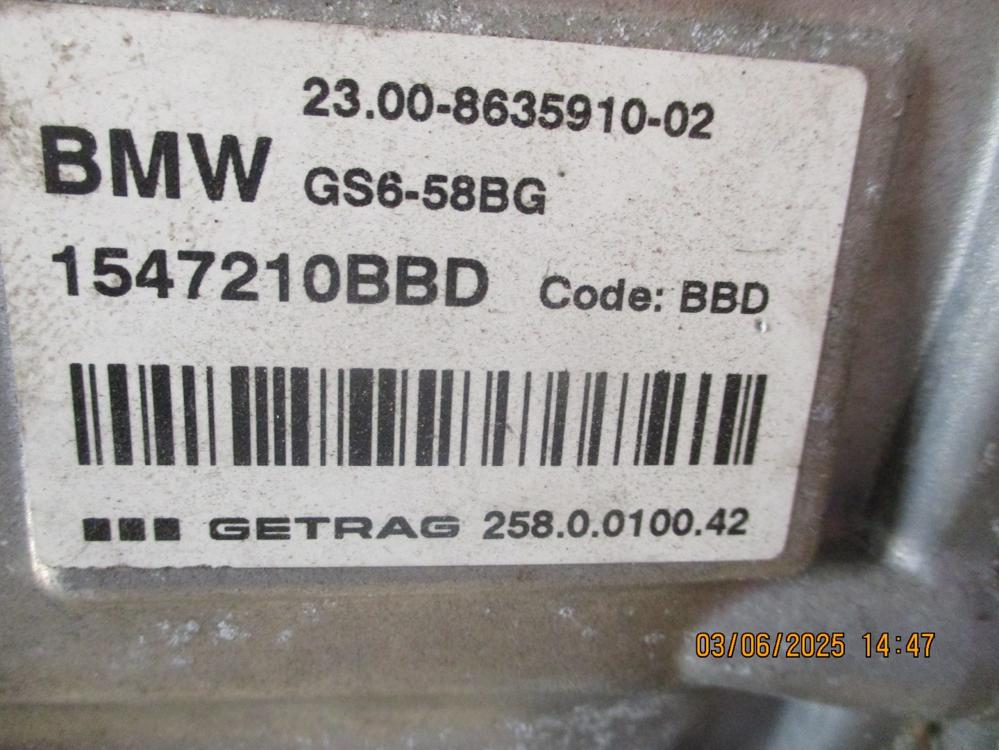 23.00-8635910-02
BMW GS6-58BG
1547210BBD Code: BBD
GETRAG 258.0.0100.42
03/06/2025 14:47